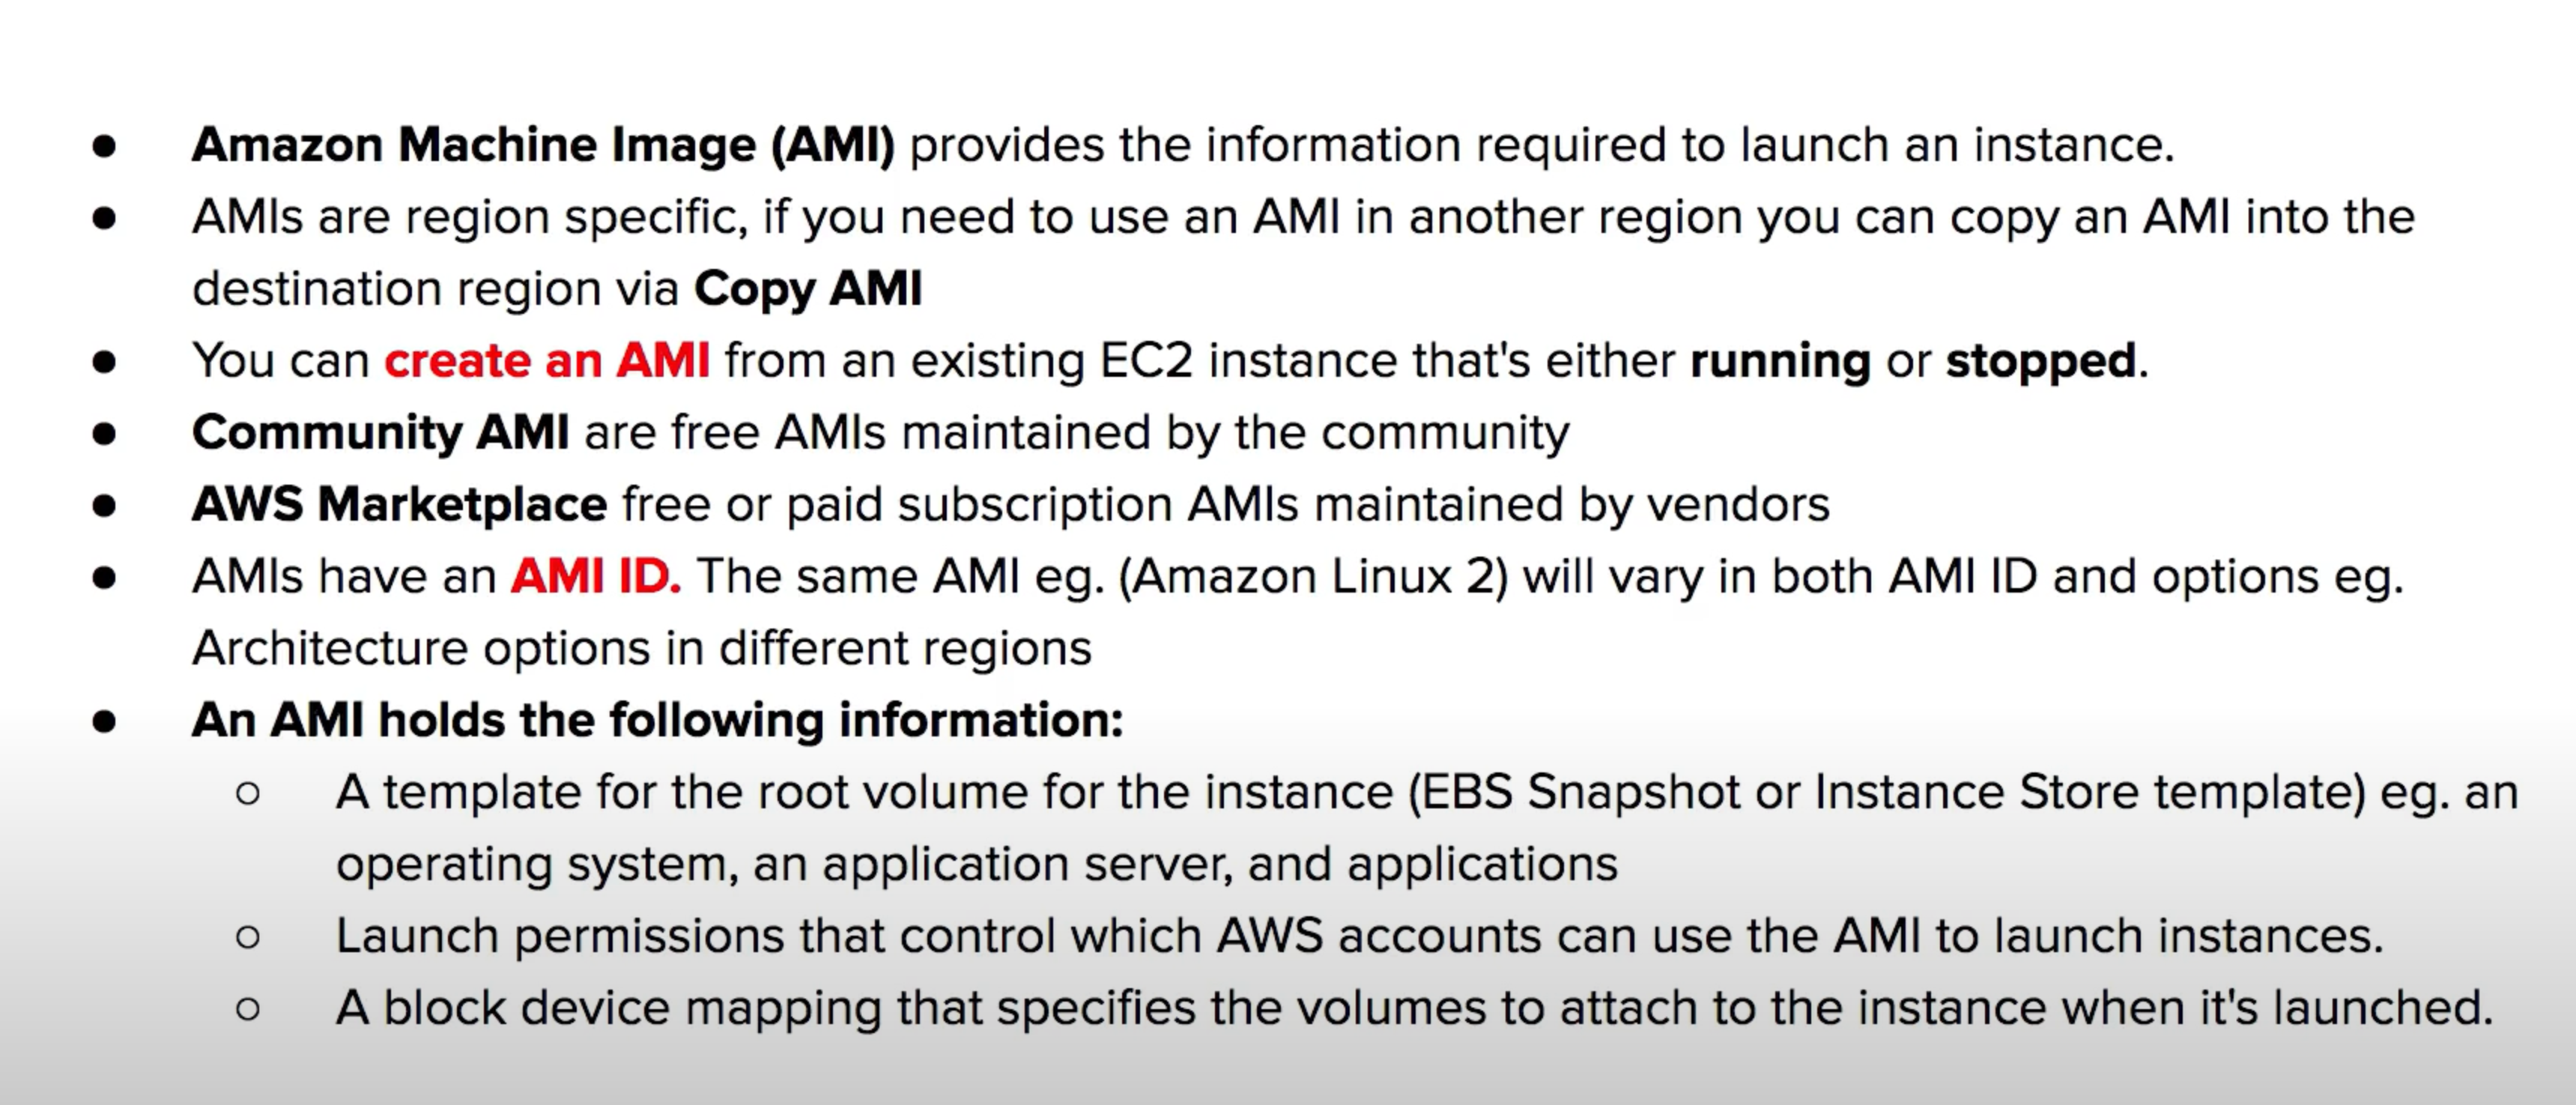 ● Amazon Machine Image (AMI) provides the information required to launch an instance.
● AMIs are region specific, if you need to use an AMI in another region you can copy an AMI into the
destination region via Copy AMI
● You can create an AMI from an existing EC2 instance that's either running or stopped.
● Community AMI are free AMIs maintained by the community
● AWS Marketplace free or paid subscription AMIs maintained by vendors
● AMIs have an AMI ID. The same AMI eg. (Amazon Linux 2) will vary in both AMI ID and options eg.
Architecture options in different regions
● An AMI holds the following information:
○ A template for the root volume for the instance (EBS Snapshot or Instance Store template) eg. an
operating system, an application server, and applications
○ Launch permissions that control which AWS accounts can use the AMI to launch instances.
○ A block device mapping that specifies the volumes to attach to the instance when it's launched.